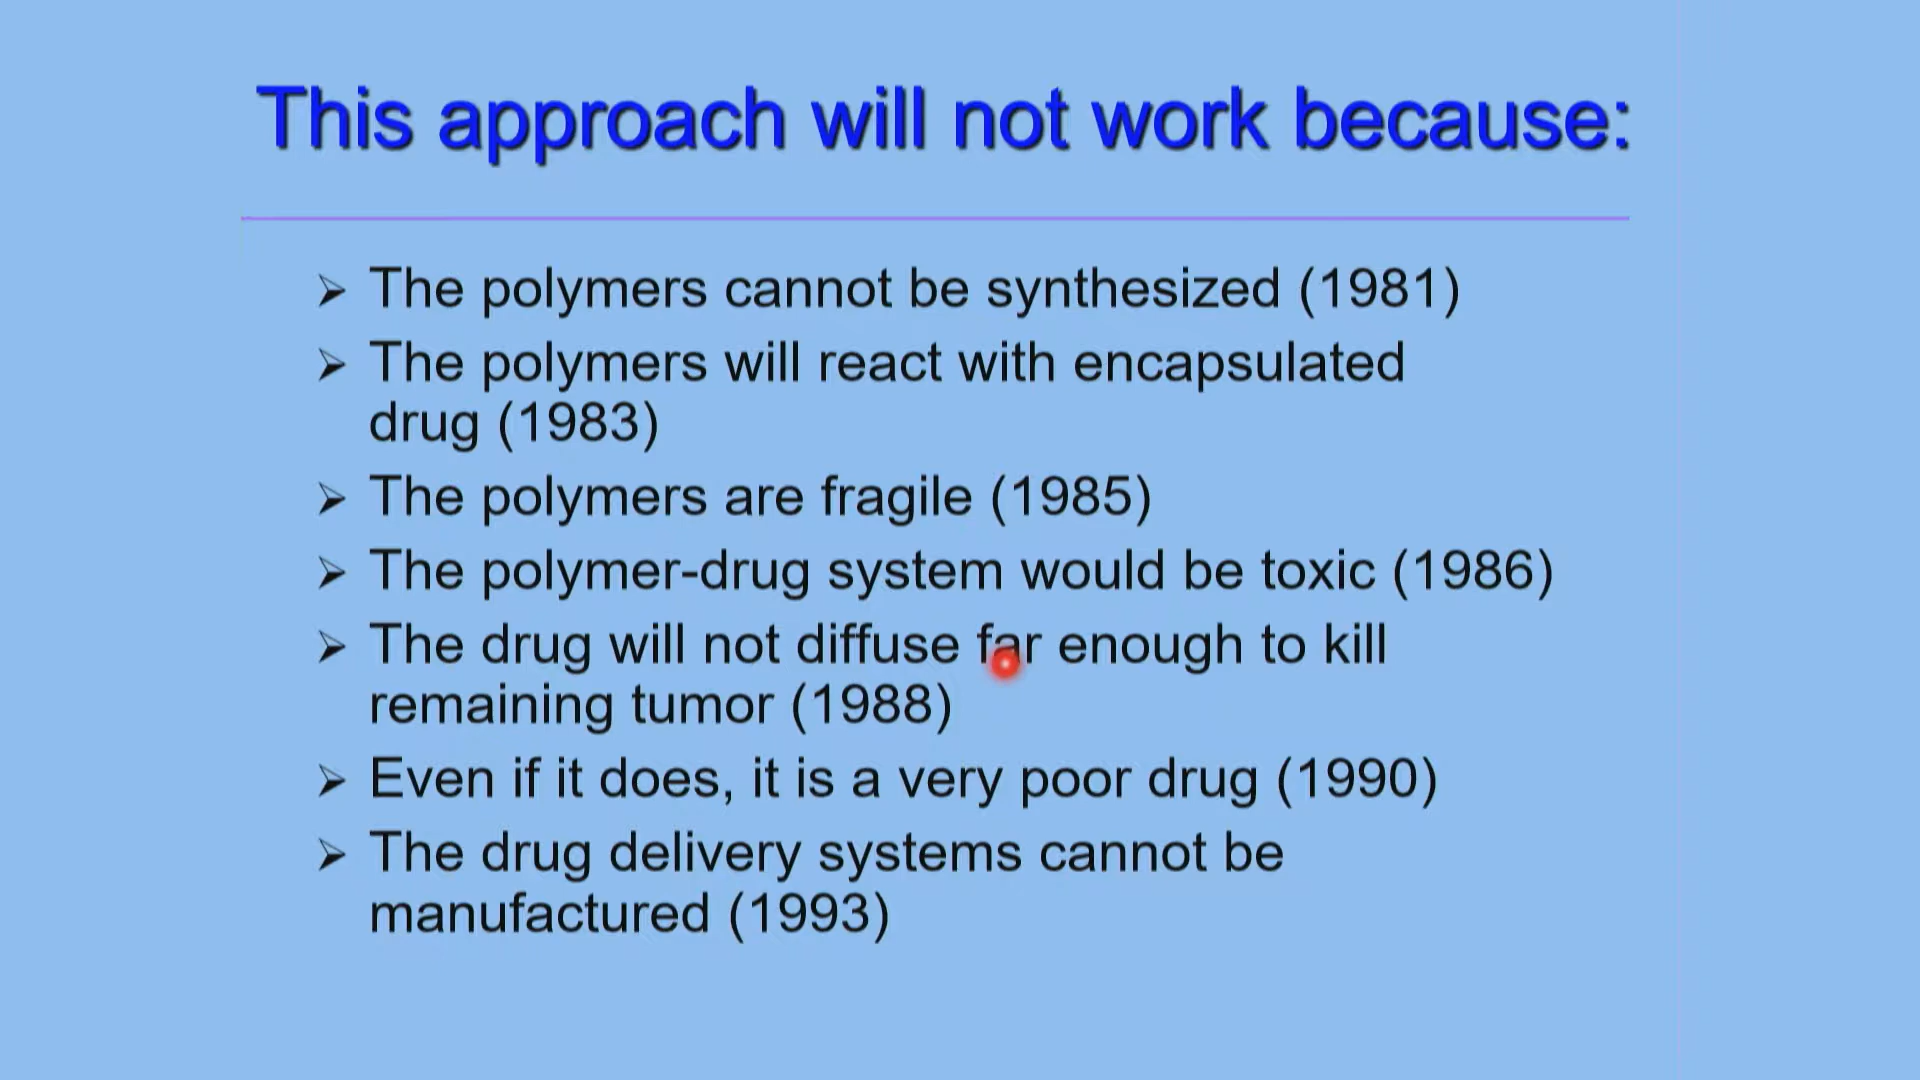 This approach will not work because:
The polymers cannot be synthesized (1981)
The polymers will react with encapsulated
drug (1983)
The polymers are fragile (1985)
The polymer-drug system would be toxic (1986)
The drug will not diffuse far enough to kill
remaining tumor (1988)
Even if it does, it is a very poor drug (1990)
The drug delivery systems cannot be
manufactured (1993)